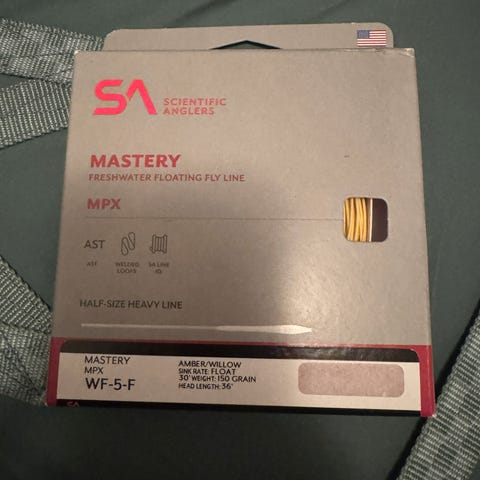 SA
SCIENTIFIC
ANGLERS
MASTERY
FRESHWATER FLOATING FLY LINE
MPX
AST
AST
WELDED
LOOPS
SA LINE
ID
HALF-SIZE HEAVY LINE
MASTERY
MPX
WF-5-F
AMBER/WILLOW
SINK RATE: FLOAT
30' WEIGHT: 150 GRAIN
HEAD LENGTH: 36'
SA